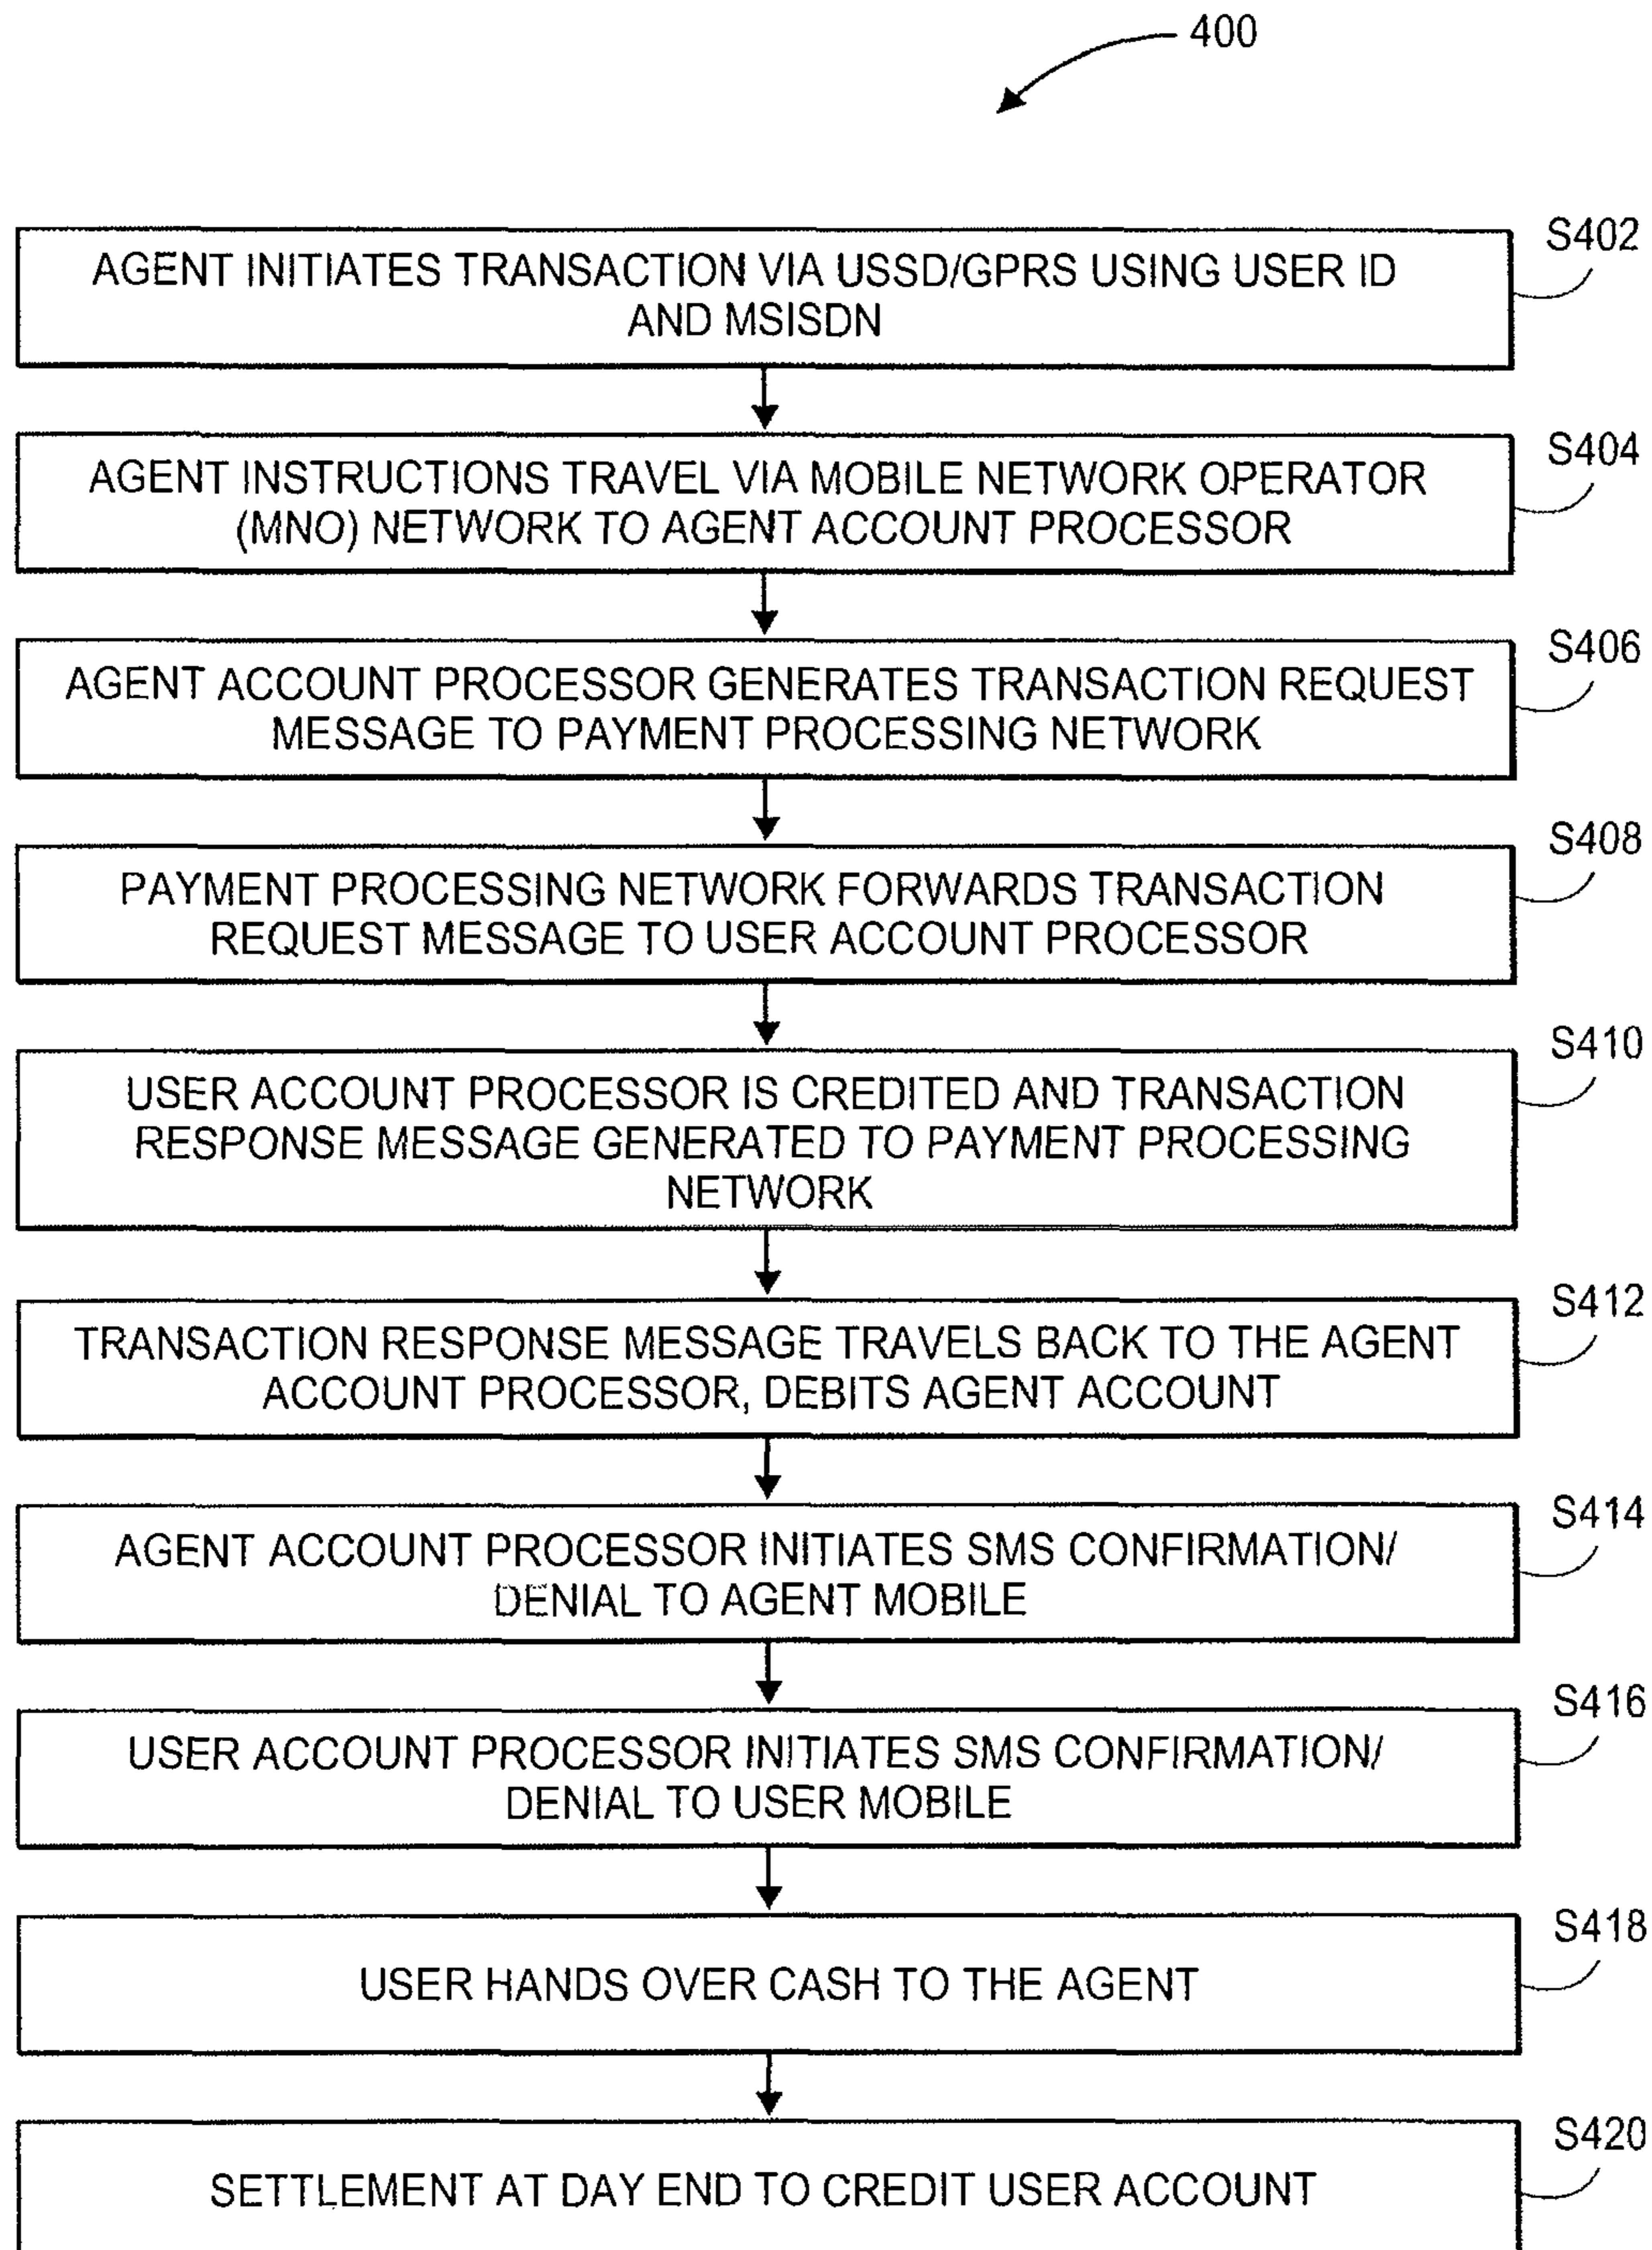 400
S402
AGENT INITIATES TRANSACTION VIA USSD/GPRS USING USER ID
AND MSISDN
S404
AGENT INSTRUCTIONS TRAVEL VIA MOBILE NETWORK OPERATOR
(MNO) NETWORK TO AGENT ACCOUNT PROCESSOR
S406
AGENT ACCOUNT PROCESSOR GENERATES TRANSACTION REQUEST
MESSAGE TO PAYMENT PROCESSING NETWORK
S408
PAYMENT PROCESSING NETWORK FORWARDS TRANSACTION
REQUEST MESSAGE TO USER ACCOUNT PROCESSOR
S410
USER ACCOUNT PROCESSOR IS CREDITED AND TRANSACTION
RESPONSE MESSAGE GENERATED TO PAYMENT PROCESSING
NETWORK
S412
TRANSACTION RESPONSE MESSAGE TRAVELS BACK TO THE AGENT
ACCOUNT PROCESSOR, DEBITS AGENT ACCOUNT
S414
AGENT ACCOUNT PROCESSOR INITIATES SMS CONFIRMATION/
DENIAL TO AGENT MOBILE
S416
USER ACCOUNT PROCESSOR INITIATES SMS CONFIRMATION/
DENIAL TO USER MOBILE
S418
USER HANDS OVER CASH TO THE AGENT
S420
SETTLEMENT AT DAY END TO CREDIT USER ACCOUNT